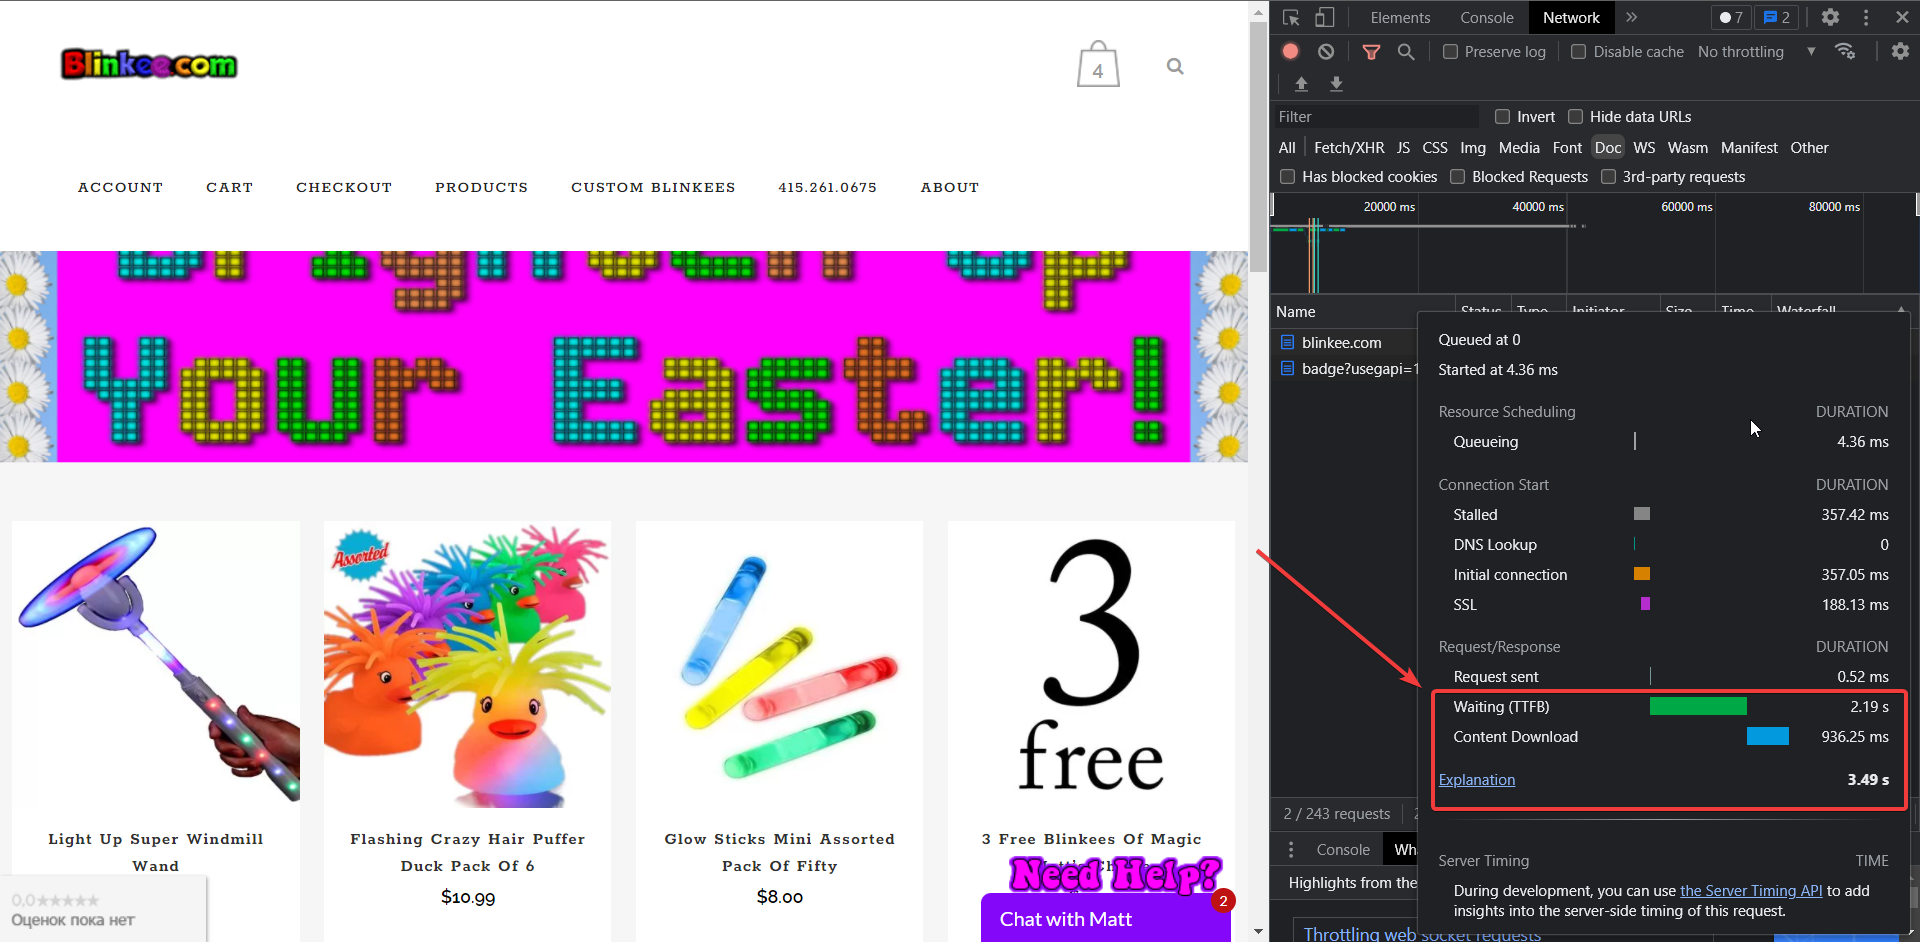 Blinkee.com
4
ACCOUNT CART CHECKOUT PRODUCTS CUSTOM BLINKEES 415.261.0675 ABOUT
Brighten Up
Your Easter!
Assorted
3
free
Light Up Super Windmill
Wand
Flashing Crazy Hair Puffer
Duck Pack Of 6
$10.99
Glow Sticks Mini Assorted
Pack Of Fifty
$8.00
3 Free Blinkees Of Magic
Need Help?
2
Chat with Matt
0,0★★★★★
Оценок пока нет
Elements Console Network » 7 2
Preserve log Disable cache No throttling
Filter Invert Hide data URLs
All Fetch/XHR JS CSS Img Media Font Doc WS Wasm Manifest Other
Has blocked cookies Blocked Requests 3rd-party requests
20000 ms 40000 ms 60000 ms 80000 ms
Name Status Type Initiator Size Time Waterfall
blinkee.com
badge?usegapi=1
Queued at 0
Started at 4.36 ms
Resource Scheduling DURATION
Queueing 4.36 ms
Connection Start DURATION
Stalled 357.42 ms
DNS Lookup 0
Initial connection 357.05 ms
SSL 188.13 ms
Request/Response DURATION
Request sent 0.52 ms
Waiting (TTFB) 2.19 s
Content Download 936.25 ms
Explanation 3.49 s
Server Timing TIME
During development, you can use the Server Timing API to add
insights into the server-side timing of this request.
2 / 243 requests 2
Console Wh
Highlights from the
Throttling web socket requests